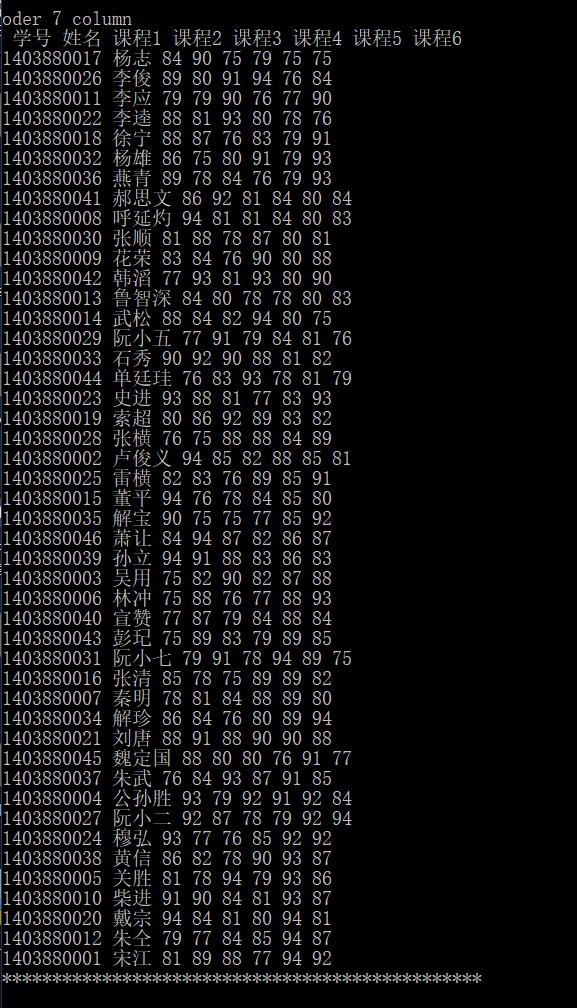 oder 7 column
学号 姓名 课程1 课程2 课程3 课程4 课程5 课程6
1403880017 杨志 84 90 75 79 75 75
1403880026 李俊 89 80 91 94 76 84
1403880011 李应 79 79 90 76 77 90
1403880022 李逵 88 81 93 80 78 76
1403880018 徐宁 88 87 76 83 79 91
1403880032 杨雄 86 75 80 91 79 93
1403880036 燕青 89 78 84 76 79 93
1403880041 郝思文 86 92 81 84 80 84
1403880008 呼延灼 94 81 81 84 80 83
1403880030 张顺 81 88 78 87 80 81
1403880009 花荣 83 84 76 90 80 88
1403880042 韩滔 77 93 81 93 80 90
1403880013 鲁智深 84 80 78 78 80 83
1403880014 武松 88 84 82 94 80 75
1403880029 阮小五 77 91 79 84 81 76
1403880033 石秀 90 92 90 88 81 82
1403880044 单廷珪 76 83 93 78 81 79
1403880023 史进 93 88 81 77 83 93
1403880019 索超 80 86 92 89 83 82
1403880028 张横 76 75 88 88 84 89
1403880002 卢俊义 94 85 82 88 85 81
1403880025 雷横 82 83 76 89 85 91
1403880015 董平 94 76 78 84 85 80
1403880035 解宝 90 75 75 77 85 92
1403880046 萧让 84 94 87 82 86 87
1403880039 孙立 94 91 88 83 86 83
1403880003 吴用 75 82 90 82 87 88
1403880006 林冲 75 88 76 77 88 93
1403880040 宣赞 77 87 79 84 88 84
1403880043 彭玘 75 89 83 79 89 85
1403880031 阮小七 79 91 78 94 89 75
1403880016 张清 85 78 75 89 89 82
1403880007 秦明 78 81 84 88 89 80
1403880034 解珍 86 84 76 80 89 94
1403880021 刘唐 88 91 88 90 90 88
1403880045 魏定国 88 80 80 76 91 77
1403880037 朱武 76 84 93 87 91 85
1403880004 公孙胜 93 79 92 91 92 84
1403880027 阮小二 92 87 78 79 92 94
1403880024 穆弘 93 77 76 85 92 92
1403880038 黄信 86 82 78 90 93 87
1403880005 关胜 81 78 94 79 93 86
1403880010 柴进 91 90 84 81 93 87
1403880020 戴宗 94 84 81 80 94 81
1403880012 朱仝 79 77 84 85 94 87
1403880001 宋江 81 89 88 77 94 92
************************************************